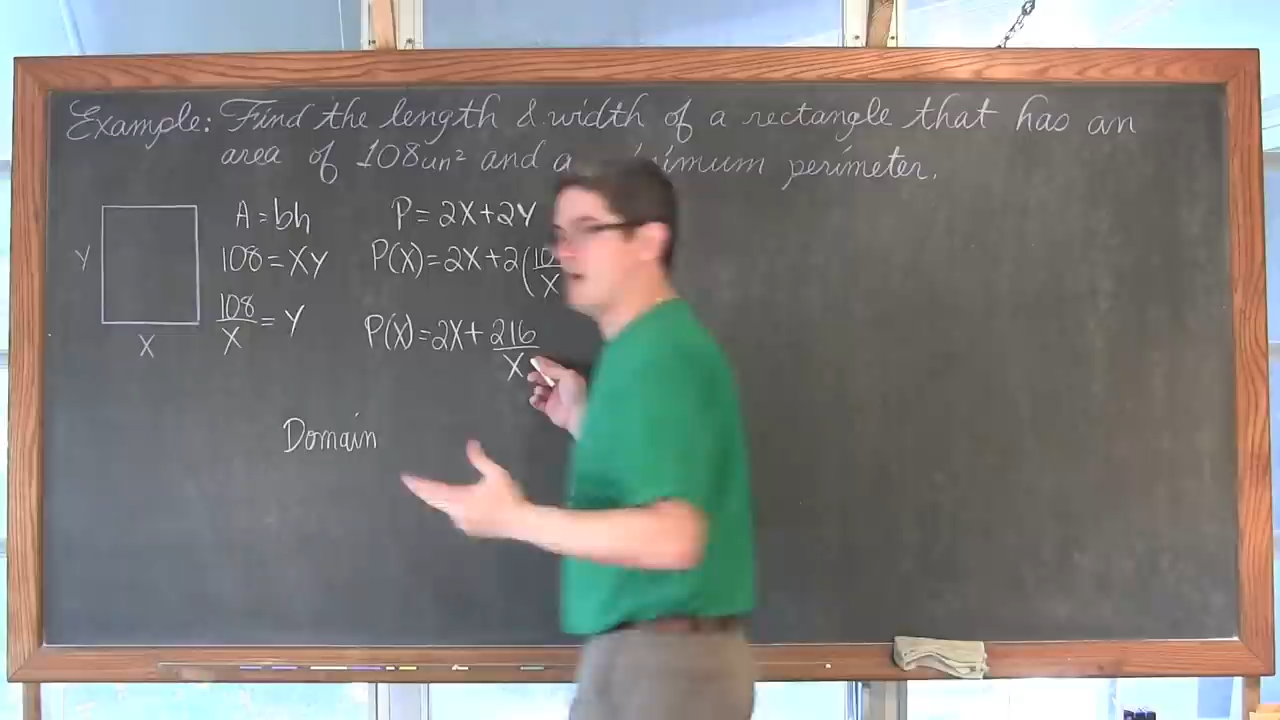 Example: Find the length & width of a rectangle that has an
area of 108un² and a minimum perimeter.
Y
X
A = bh
108 = XY
108/X = Y
P = 2X+2Y
P(X) = 2X+2(
P(X) = 2X+ 216/X
Domain